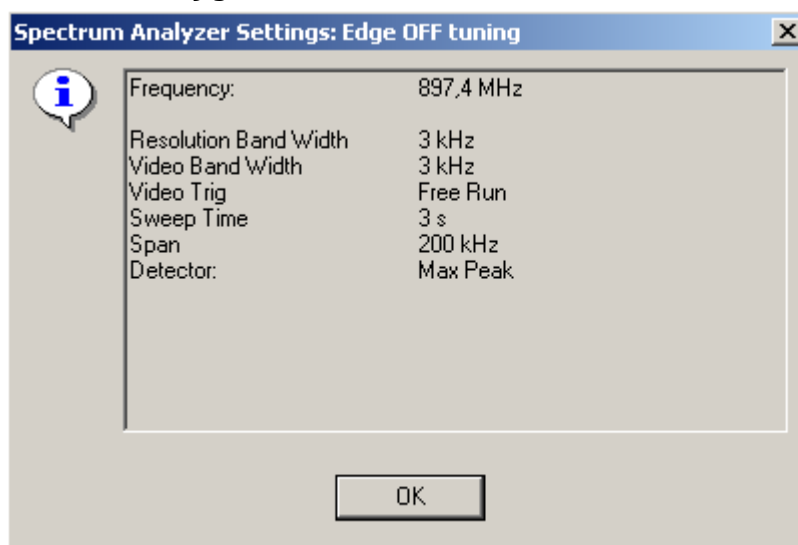 Spectrum Analyzer Settings: Edge OFF tuning
Frequency: 897,4 MHz
Resolution Band Width 3 kHz
Video Band Width 3 kHz
Video Trig Free Run
Sweep Time 3 s
Span 200 kHz
Detector: Max Peak
OK